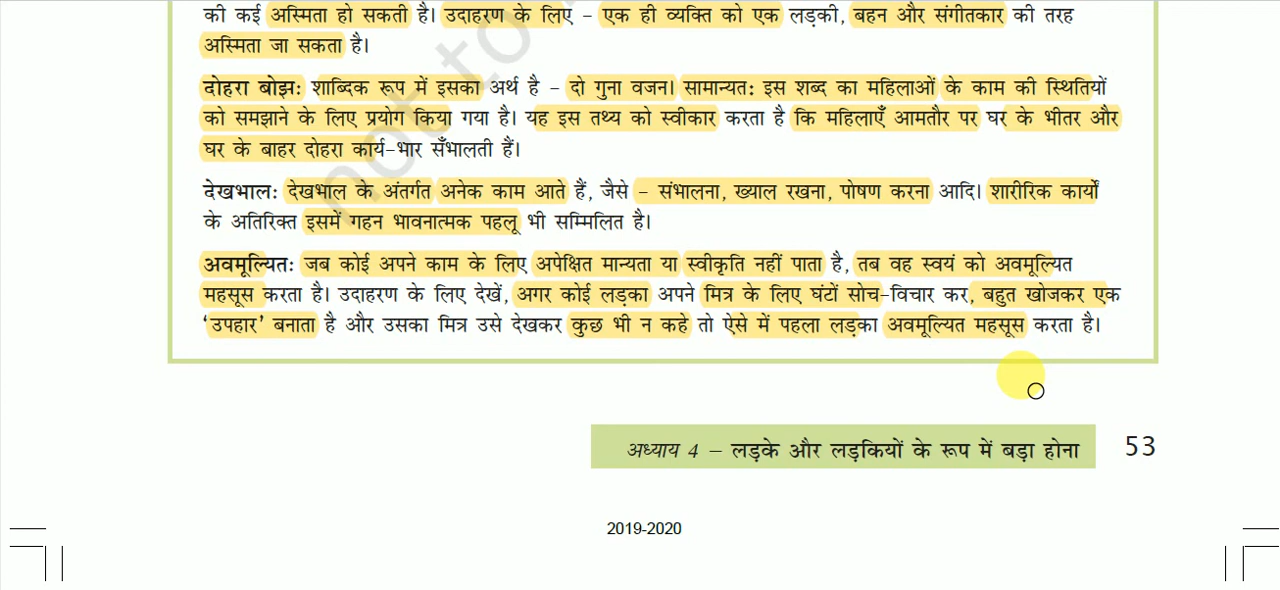 की कई अस्मिता हो सकती है। उदाहरण के लिए – एक ही व्यक्ति को एक लड़की, बहन और संगीतकार की तरह
अस्मिता जा सकता है।
दोहरा बोझ: शाब्दिक रूप में इसका अर्थ है – दो गुना वजन। सामान्यत: इस शब्द का महिलाओं के काम की स्थितियों
को समझाने के लिए प्रयोग किया गया है। यह इस तथ्य को स्वीकार करता है कि महिलाएँ आमतौर पर घर के भीतर और
घर के बाहर दोहरा कार्य-भार सँभालती हैं।
देखभाल: देखभाल के अंतर्गत अनेक काम आते हैं, जैसे – संभालना, ख्याल रखना, पोषण करना आदि। शारीरिक कार्यों
के अतिरिक्त इसमें गहन भावनात्मक पहलू भी सम्मिलित है।
अवमूल्यित: जब कोई अपने काम के लिए अपेक्षित मान्यता या स्वीकृति नहीं पाता है, तब वह स्वयं को अवमूल्यित
महसूस करता है। उदाहरण के लिए देखें, अगर कोई लड़का अपने मित्र के लिए घंटों सोच-विचार कर, बहुत खोजकर एक
‘उपहार’ बनाता है और उसका मित्र उसे देखकर कुछ भी न कहे तो ऐसे में पहला लड़का अवमूल्यित महसूस करता है।
not to
अध्याय 4 – लड़के और लड़कियों के रूप में बड़ा होना 53
2019-2020